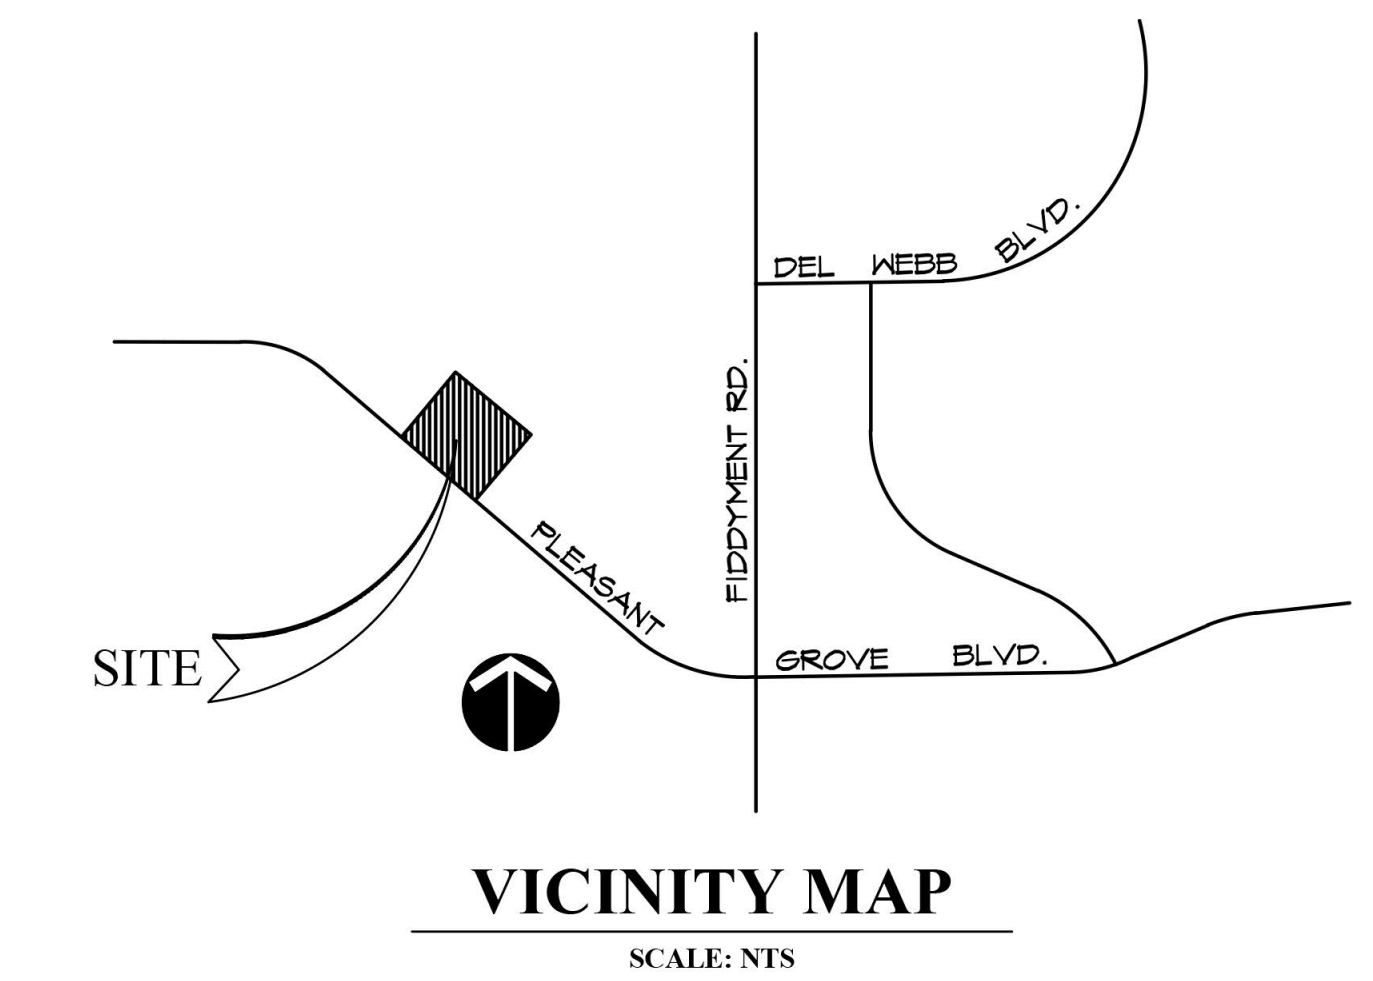 DEL WEBB BLVD.
FIDDYMENT RD.
PLEASANT GROVE BLVD.
SITE
VICINITY MAP
SCALE: NTS